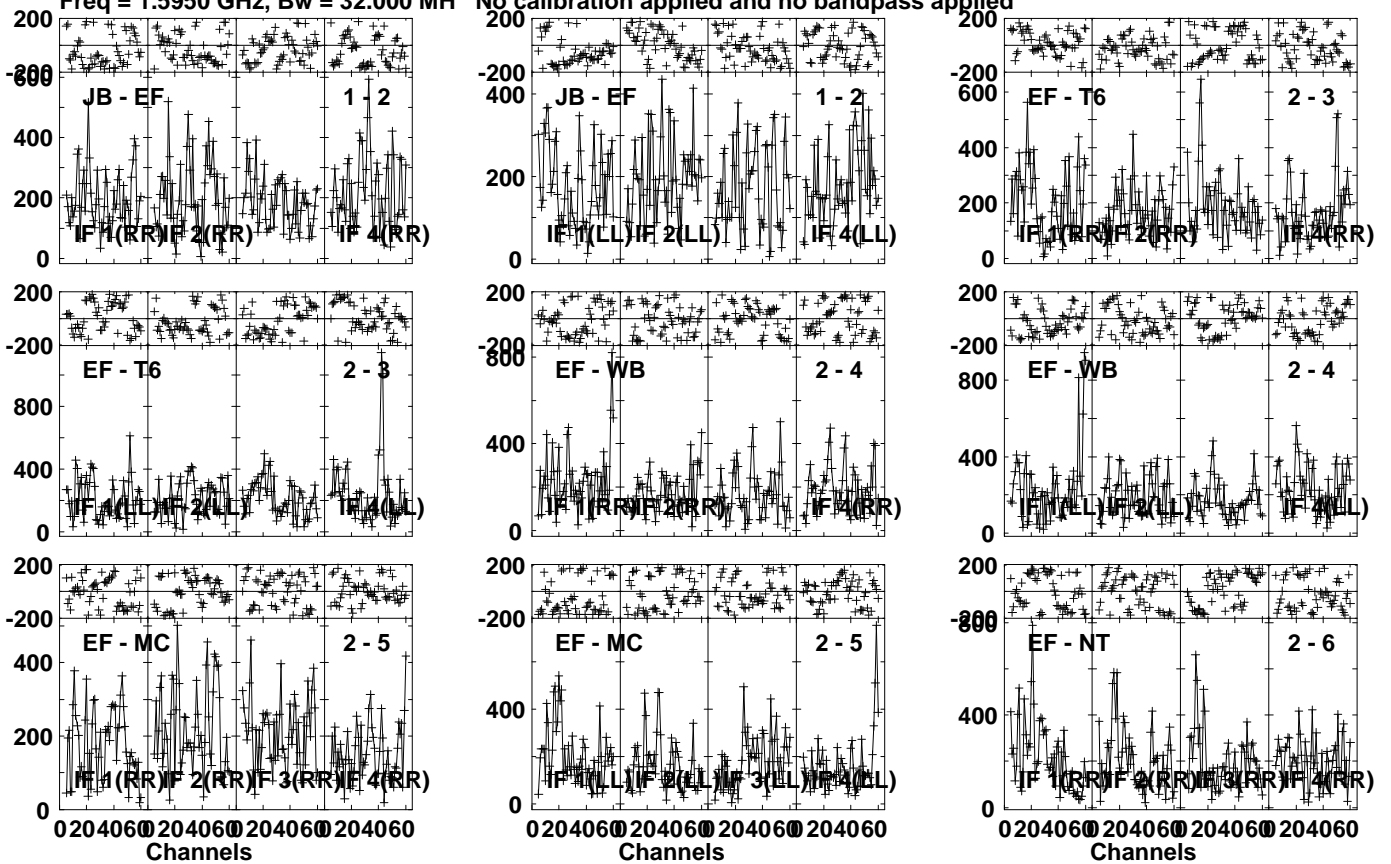 Freq = 1.5950 GHz, Bw = 32.000 MH No calibration applied and no bandpass applied
200
-200
600
400
200
0
JB - EF
1 - 2
IF 1(RR)
IF 2(RR)
IF 4(RR)
200
-200
400
200
0
JB - EF
1 - 2
IF 1(LL)
IF 2(LL)
IF 4(LL)
200
-200
600
400
200
0
EF - T6
2 - 3
IF 1(RR)
IF 2(RR)
IF 4(RR)
200
-200
800
400
0
EF - T6
2 - 3
IF 1(LL)
IF 2(LL)
IF 4(LL)
200
-200
800
400
0
EF - WB
2 - 4
IF 1(RR)
IF 2(RR)
IF 4(RR)
200
-200
800
400
0
EF - WB
2 - 4
IF 1(LL)
IF 2(LL)
IF 4(LL)
200
-200
400
200
0
EF - MC
2 - 5
IF 1(RR)
IF 2(RR)
IF 3(RR)
IF 4(RR)
0 20 40 60 0 20 40 60 0 20 40 60 0 20 40 60
Channels
200
-200
400
0
EF - MC
2 - 5
IF 1(LL)
IF 2(LL)
IF 3(LL)
IF 4(LL)
0 20 40 60 0 20 40 60 0 20 40 60 0 20 40 60
Channels
200
-200
800
400
0
EF - NT
2 - 6
IF 1(RR)
IF 2(RR)
IF 3(RR)
IF 4(RR)
0 20 40 60 0 20 40 60 0 20 40 60 0 20 40 60
Channels